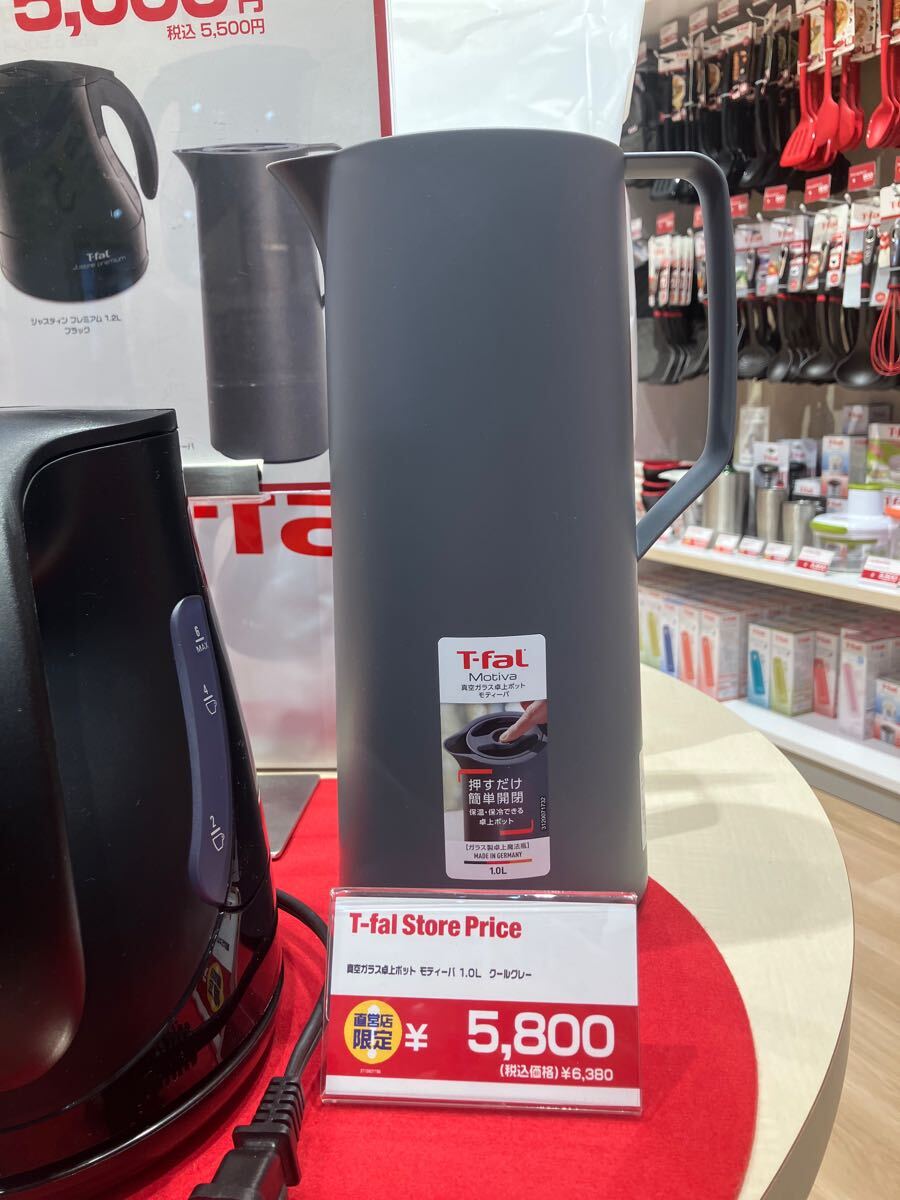 5,000円
税込 5,500円
T-fal
Justine premium
ジャスティン プレミアム 1.2L
ブラック
T-fal
6
MAX
4
2
T-faL
Motiva
真空ガラス卓上ポット
モティーバ
押すだけ
簡単開閉
保温・保冷できる
卓上ポット
[ガラス製卓上魔法瓶]
MADE IN GERMANY
1.0L
T-fal Store Price
真空ガラス卓上ポット モティーバ 1.0L クールグレー
直営店
限定
¥ 5,800
(税込価格)¥6,380